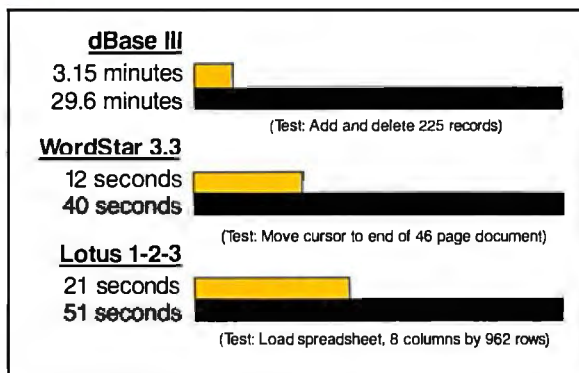 dBase III
3.15 minutes
29.6 minutes
(Test: Add and delete 225 records)
WordStar 3.3
12 seconds
40 seconds
(Test: Move cursor to end of 46 page document)
Lotus 1-2-3
21 seconds
51 seconds
(Test: Load spreadsheet, 8 columns by 962 rows)